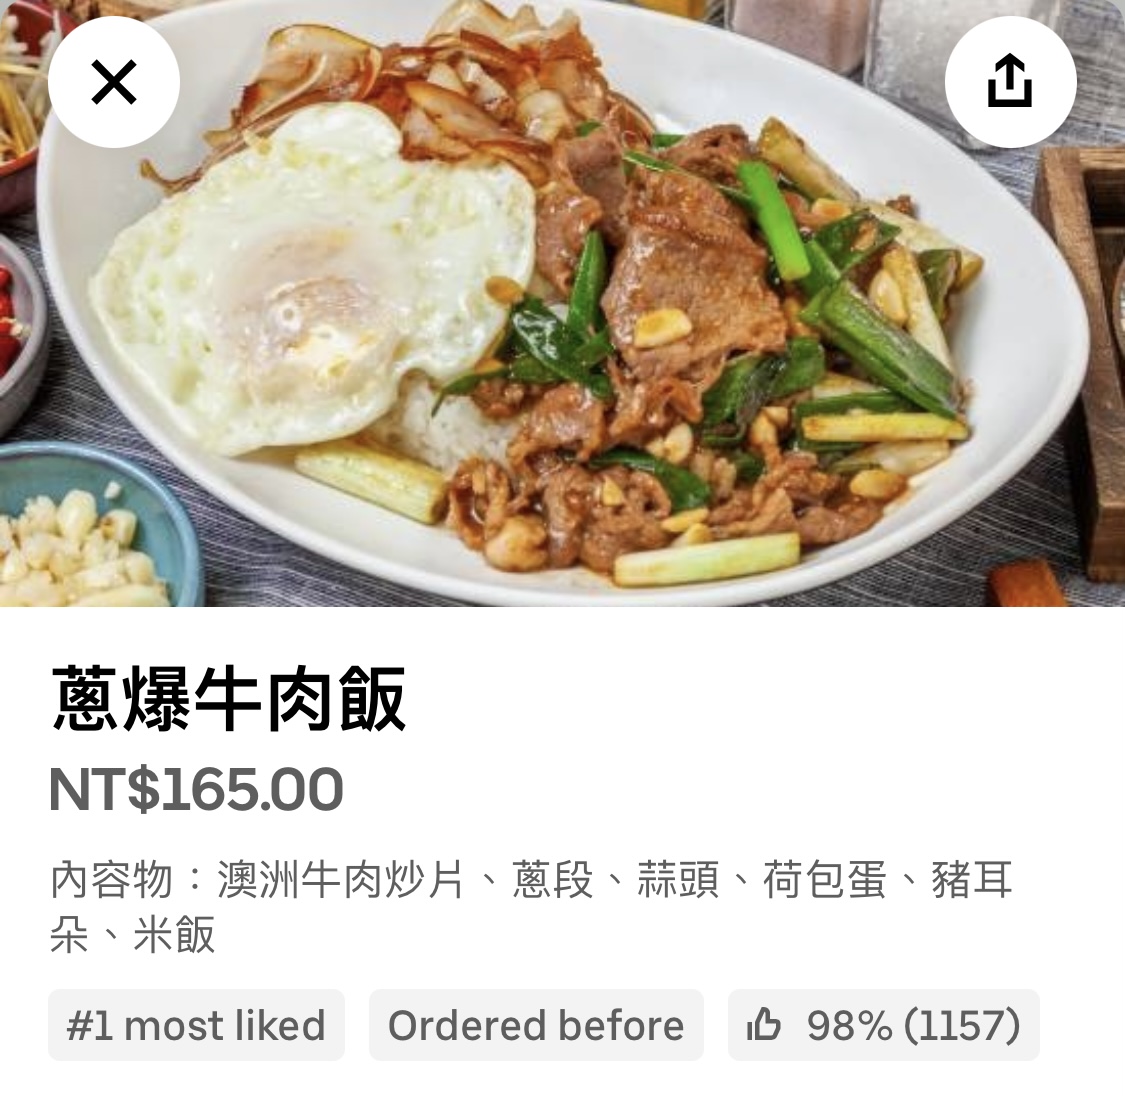 蔥爆牛肉飯
NT$165.00
內容物：澳洲牛肉炒片、蔥段、蒜頭、荷包蛋、豬耳
朵、米飯
#1 most liked
Ordered before
98% (1157)